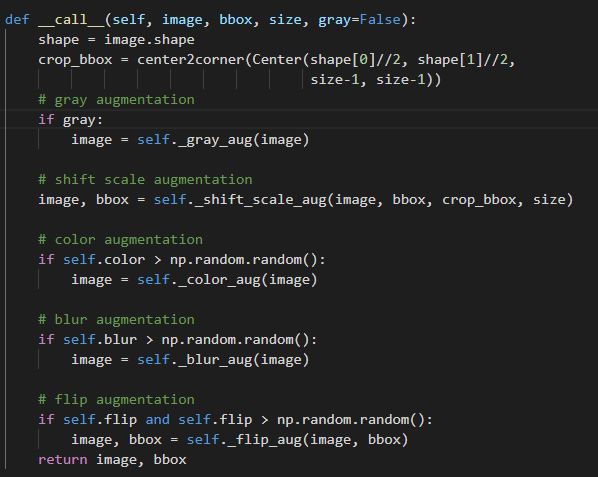 def __call__(self, image, bbox, size, gray=False):
    shape = image.shape
    crop_bbox = center2corner(Center(shape[0]//2, shape[1]//2,
                                     size-1, size-1))
    # gray augmentation
    if gray:
        image = self._gray_aug(image)

    # shift scale augmentation
    image, bbox = self._shift_scale_aug(image, bbox, crop_bbox, size)

    # color augmentation
    if self.color > np.random.random():
        image = self._color_aug(image)

    # blur augmentation
    if self.blur > np.random.random():
        image = self._blur_aug(image)

    # flip augmentation
    if self.flip and self.flip > np.random.random():
        image, bbox = self._flip_aug(image, bbox)
    return image, bbox